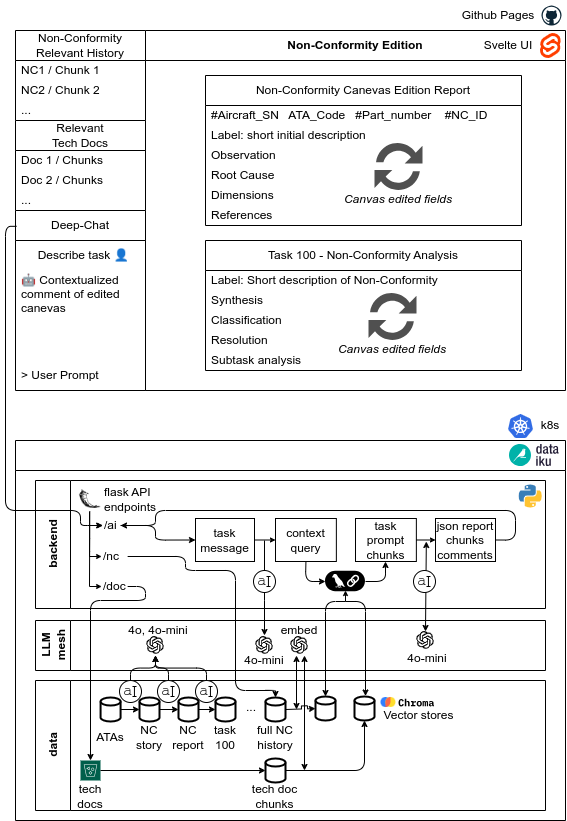 Github Pages
Non-Conformity
Relevant History
Non-Conformity Edition
Svelte UI
NC1 / Chunk 1
NC2 / Chunk 2
...
Relevant
Tech Docs
Doc 1 / Chunks
Doc 2 / Chunks
...
Deep-Chat
Describe task
Contextualized
comment of edited
canevas
> User Prompt
Non-Conformity Canevas Edition Report
#Aircraft_SN ATA_Code #Part_number #NC_ID
Label: short initial description
Observation
Root Cause
Dimensions
References
Canvas edited fields
Task 100 - Non-Conformity Analysis
Label: Short description of Non-Conformity
Synthesis
Classification
Resolution
Subtask analysis
Canvas edited fields
k8s
data
iku
backend
flask API
endpoints
/ai
/nc
/doc
task
message
context
query
task
prompt
chunks
json report
chunks
comments
aI
aI
LLM
mesh
4o, 4o-mini
4o-mini
embed
4o-mini
data
aI
aI
aI
ATAs
NC
story
NC
report
task
100
...
full NC
history
Chroma
Vector stores
tech
docs
tech doc
chunks